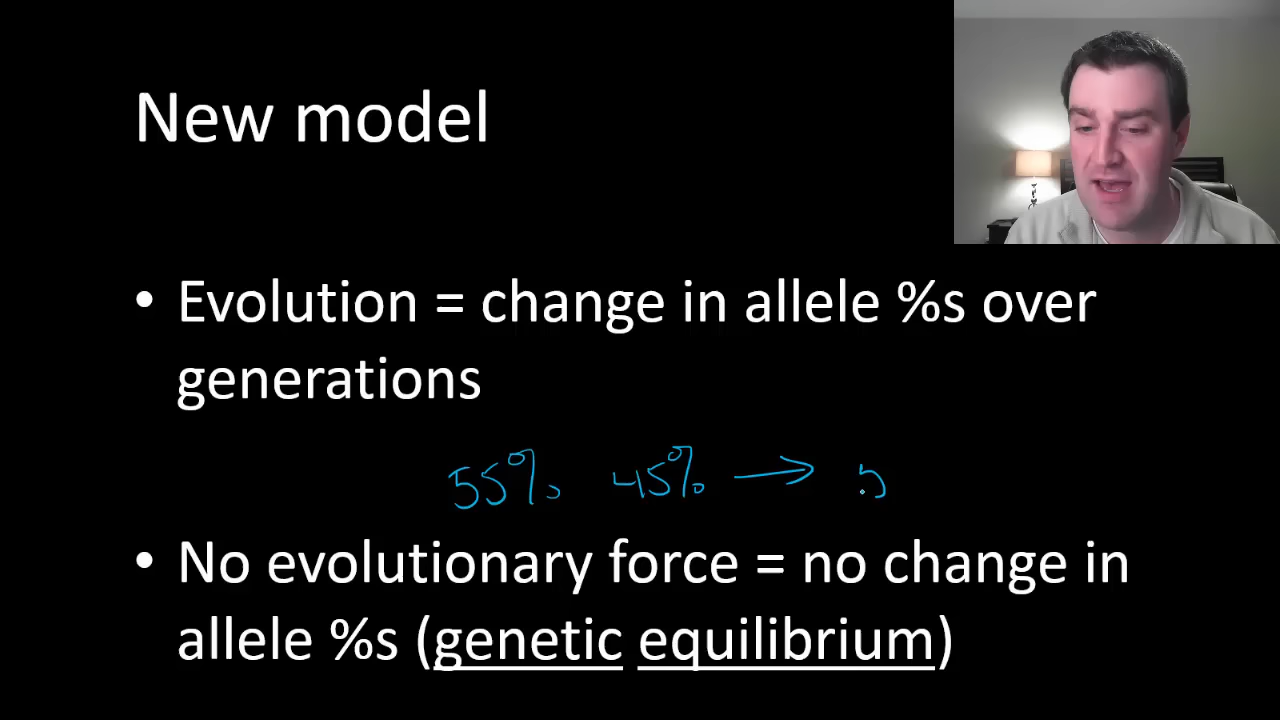 New model
• Evolution = change in allele %s over
generations
55% 45% → 5
• No evolutionary force = no change in
allele %s (genetic equilibrium)